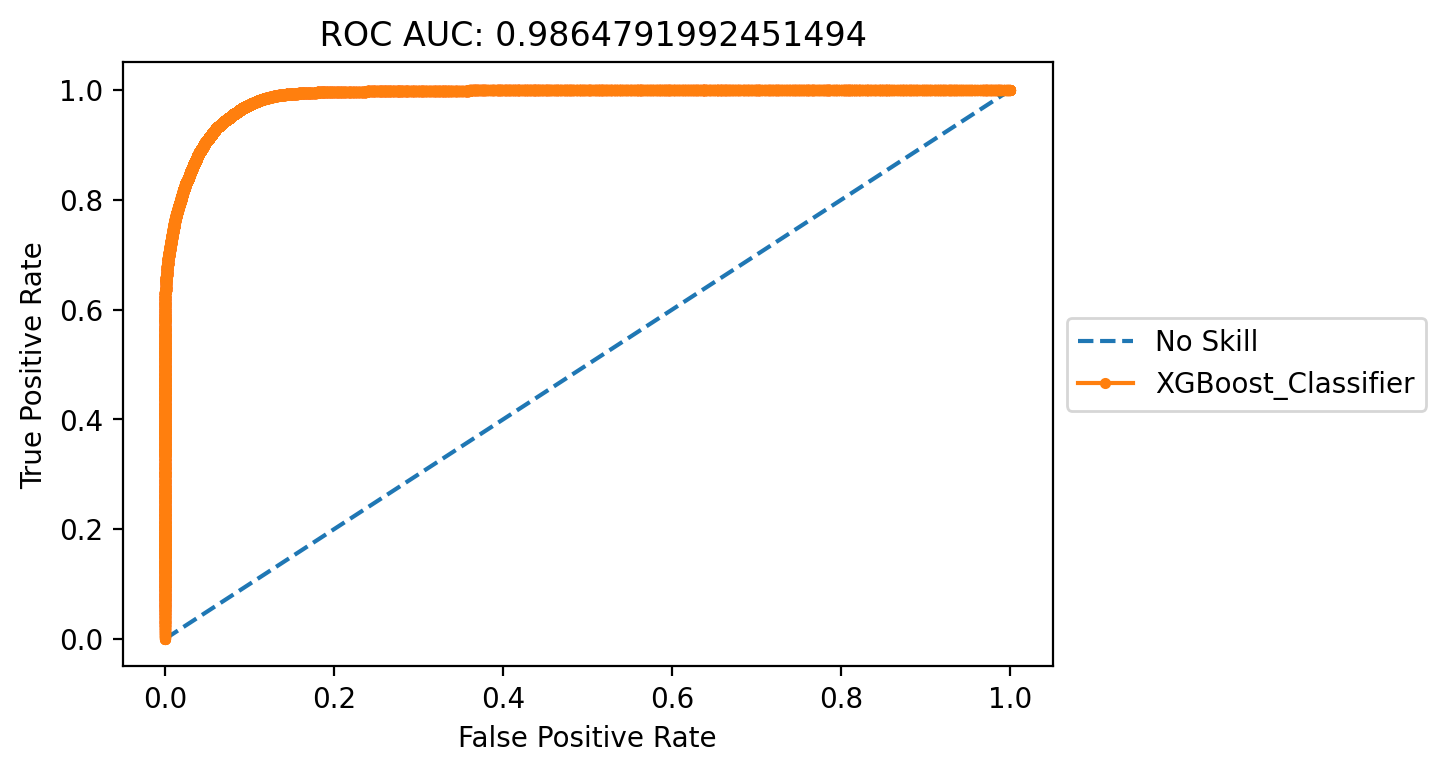 ROC AUC: 0.9864791992451494
1.0
0.8
0.6
0.4
0.2
0.0
True Positive Rate
0.0 0.2 0.4 0.6 0.8 1.0
False Positive Rate
No Skill
XGBoost_Classifier